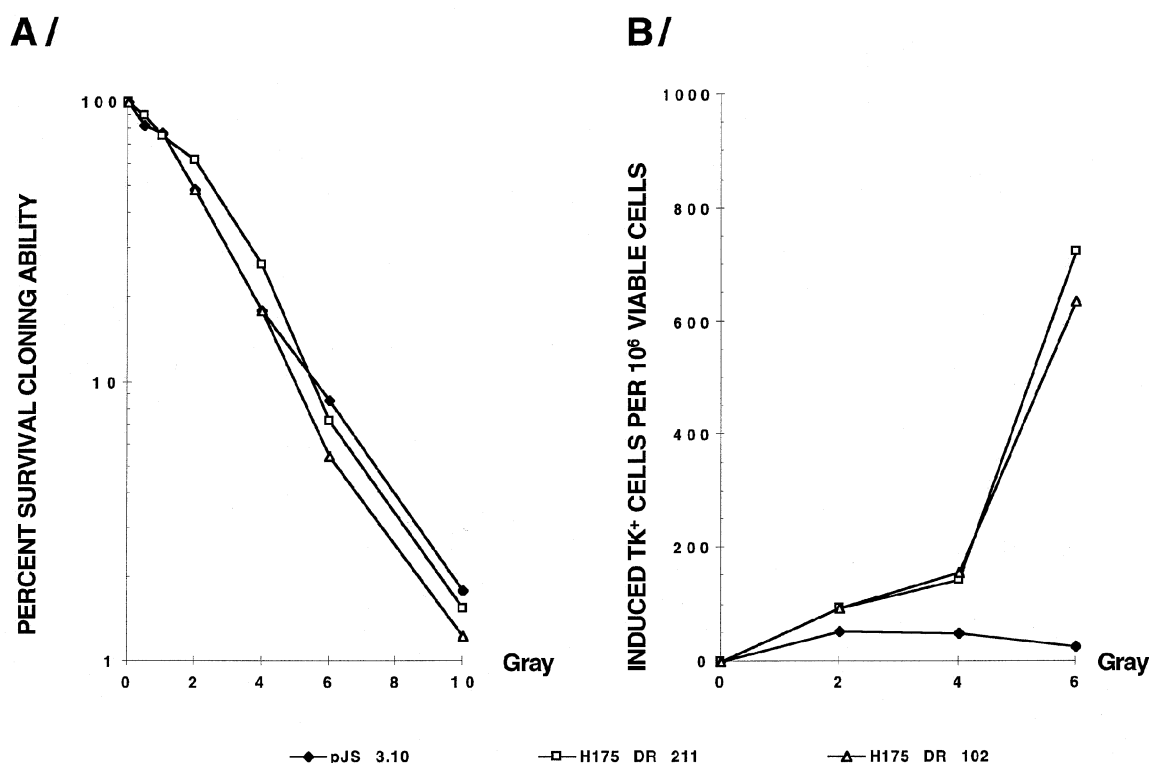 A/
B/
PERCENT SURVIVAL CLONING ABILITY
100
10
1
0 2 4 6 8 10
Gray
INDUCED TK+ CELLS PER 10⁶ VIABLE CELLS
1000
800
600
400
200
0
0 2 4 6
Gray
pJS 3.10
H175 DR 211
H175 DR 102